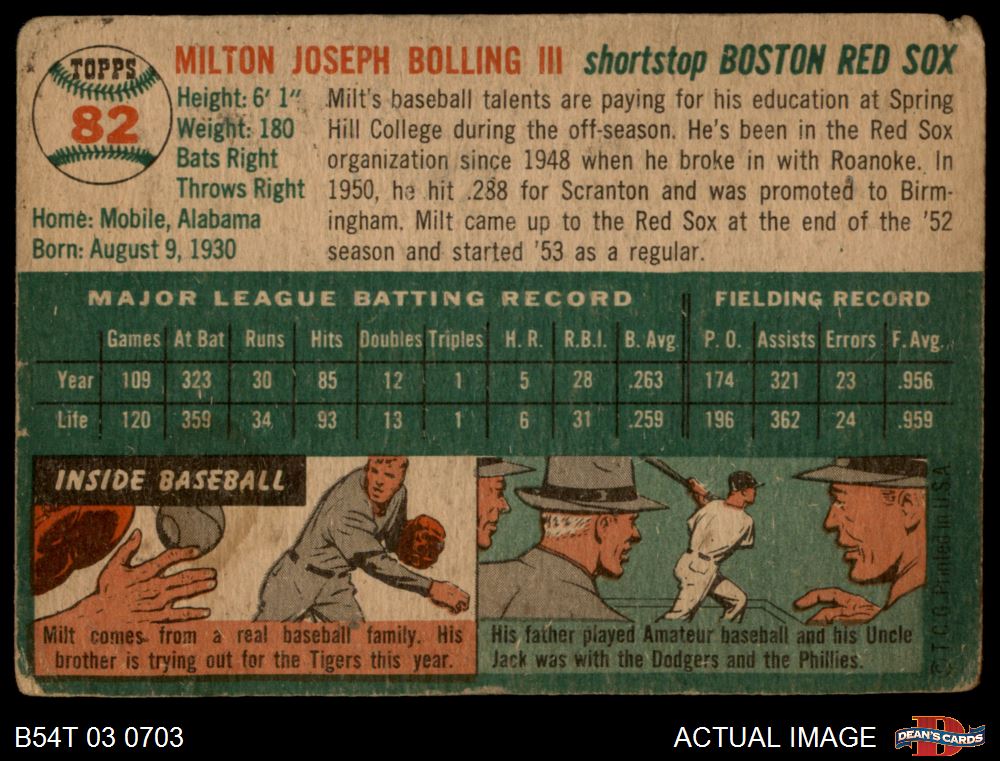 TOPPS
82
MILTON JOSEPH BOLLING III shortstop BOSTON RED SOX
Height: 6' 1"
Weight: 180
Bats Right
Throws Right
Home: Mobile, Alabama
Born: August 9, 1930
Milt's baseball talents are paying for his education at Spring
Hill College during the off-season. He's been in the Red Sox
organization since 1948 when he broke in with Roanoke. In
1950, he hit .288 for Scranton and was promoted to Birm-
ingham. Milt came up to the Red Sox at the end of the '52
season and started '53 as a regular.
MAJOR LEAGUE BATTING RECORD FIELDING RECORD
Games At Bat Runs Hits Doubles Triples H. R. R.B.I. B. Avg. P. O. Assists Errors F. Avg.
Year 109 323 30 85 12 1 5 28 .263 174 321 23 .956
Life 120 359 34 93 13 1 6 31 .259 196 362 24 .959
INSIDE BASEBALL
Milt comes from a real baseball family. His
brother is trying out for the Tigers this year.
His father played Amateur baseball and his Uncle
Jack was with the Dodgers and the Phillies.
© T.C.G. Printed in U.S.A.
B54T 03 0703
ACTUAL IMAGE
D
DEAN'S CARDS